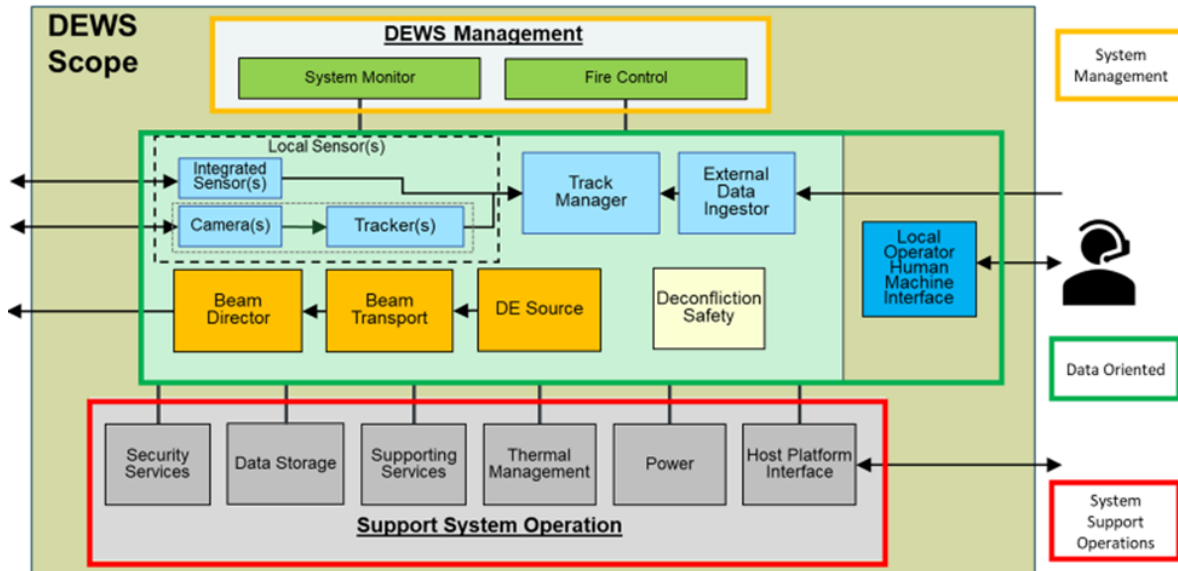 DEWS
Scope
DEWS Management
System Monitor
Fire Control
System
Management
Local Sensor(s)
Integrated
Sensor(s)
Camera(s)
Tracker(s)
Track
Manager
External
Data
Ingestor
Local
Operator
Human
Machine
Interface
Beam
Director
Beam
Transport
DE Source
Deconfliction
Safety
Data Oriented
Security
Services
Data Storage
Supporting
Services
Thermal
Management
Power
Host Platform
Interface
Support System Operation
System
Support
Operations